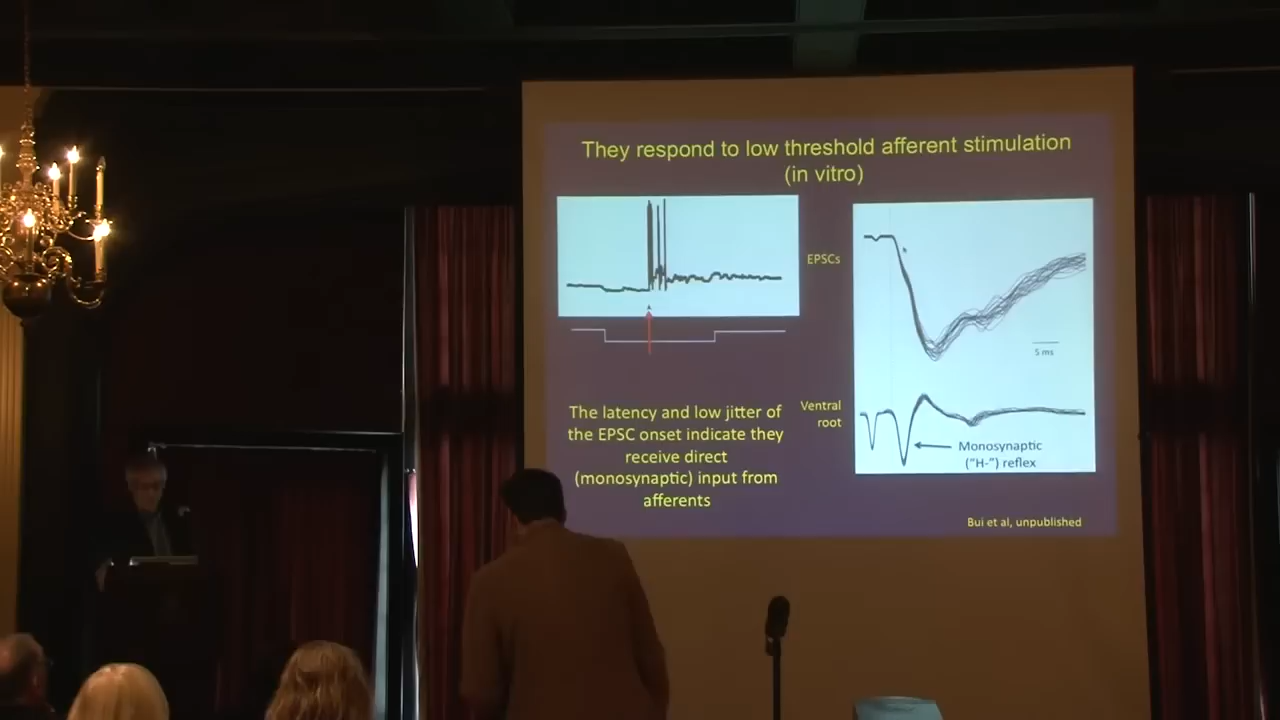 They respond to low threshold afferent stimulation
(in vitro)
EPSCs
5 ms
The latency and low jitter of
the EPSC onset indicate they
receive direct
(monosynaptic) input from
afferents
Ventral
root
Monosynaptic
("H-") reflex
Bui et al, unpublished